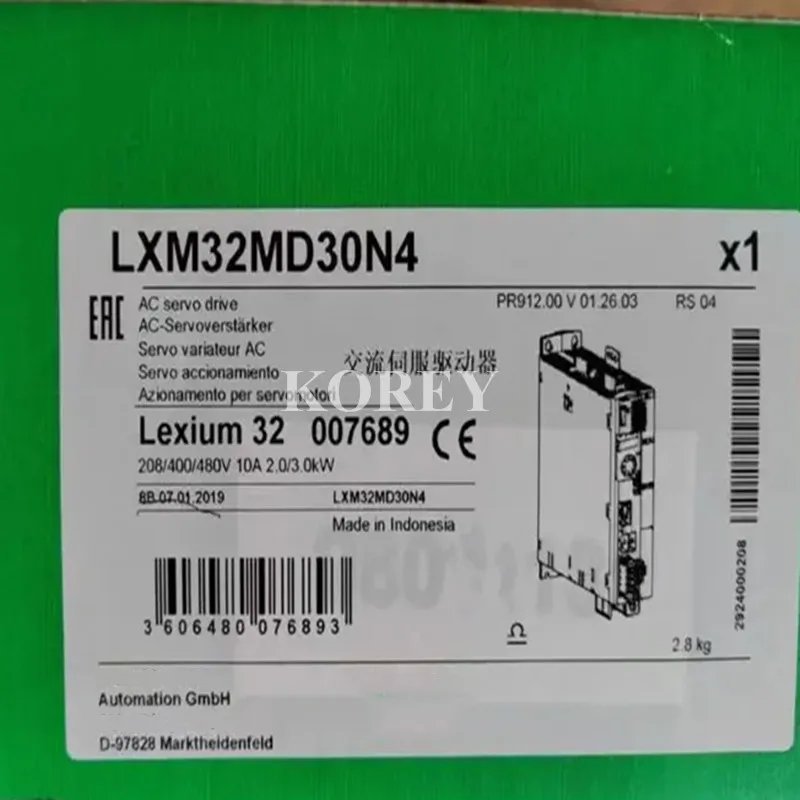 LXM32MD30N4 x1
EAC AC servo drive PR912.00 V 01.26.03 RS 04
AC-Servoverstärker
Servo variateur AC
Servo accionamiento 交流伺服驱动器
Azionamento per servomotori
KOREY
Lexium 32 007689 CE
208/400/480V 10A 2.0/3.0kW
8B 07.01.2019 LXM32MD30N4
Made in Indonesia
3 606480 076893
2924000208
2.8 kg
Automation GmbH
D-97828 Marktheidenfeld